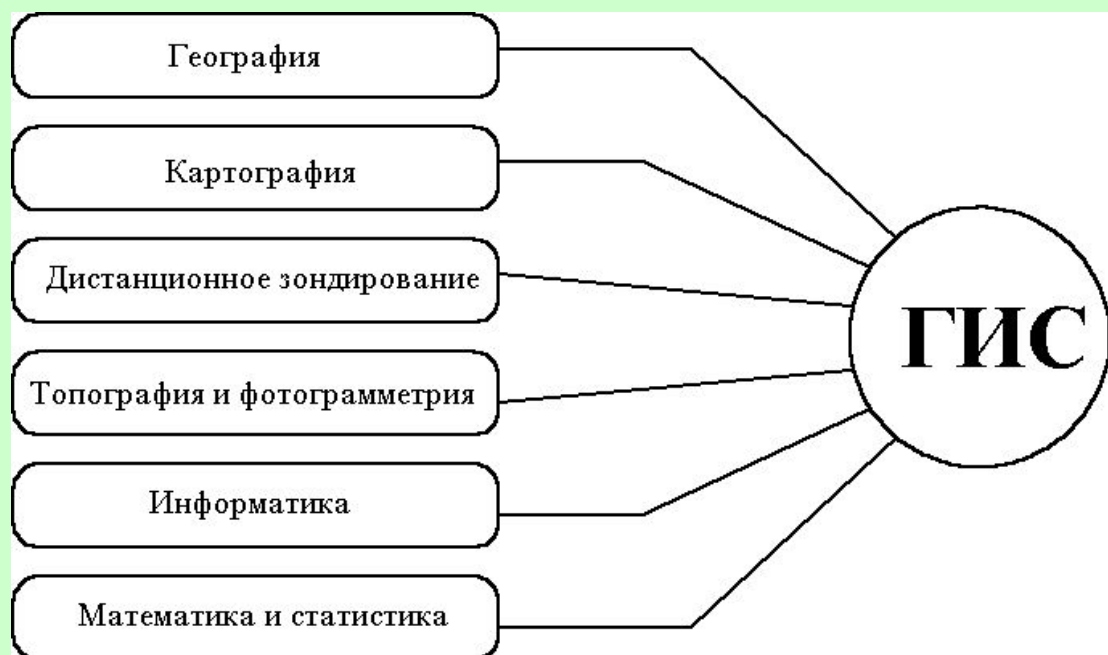 География
Картография
Дистанционное зондирование
Топография и фотограмметрия
Информатика
Математика и статистика
ГИС